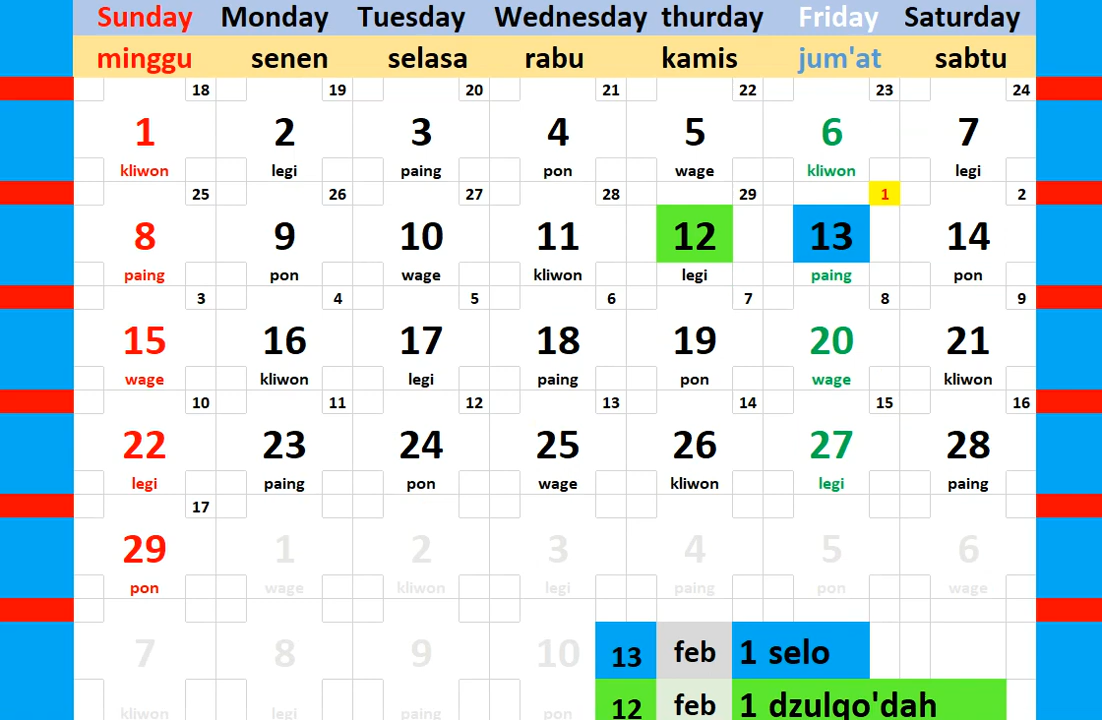 Sunday Monday Tuesday Wednesday thurday Friday Saturday
minggu senen selasa rabu kamis jum'at sabtu
18 19 20 21 22 23 24
1 2 3 4 5 6 7
kliwon legi paing pon wage kliwon legi
25 26 27 28 29 1 2
8 9 10 11 12 13 14
paing pon wage kliwon legi paing pon
3 4 5 6 7 8 9
15 16 17 18 19 20 21
wage kliwon legi paing pon wage kliwon
10 11 12 13 14 15 16
22 23 24 25 26 27 28
legi paing pon wage kliwon legi paing
17
29 1 2 3 4 5 6
pon wage kliwon legi paing pon wage
7 8 9 10 13 feb 1 selo
kliwon legi paing pon 12 feb 1 dzulqo'dah